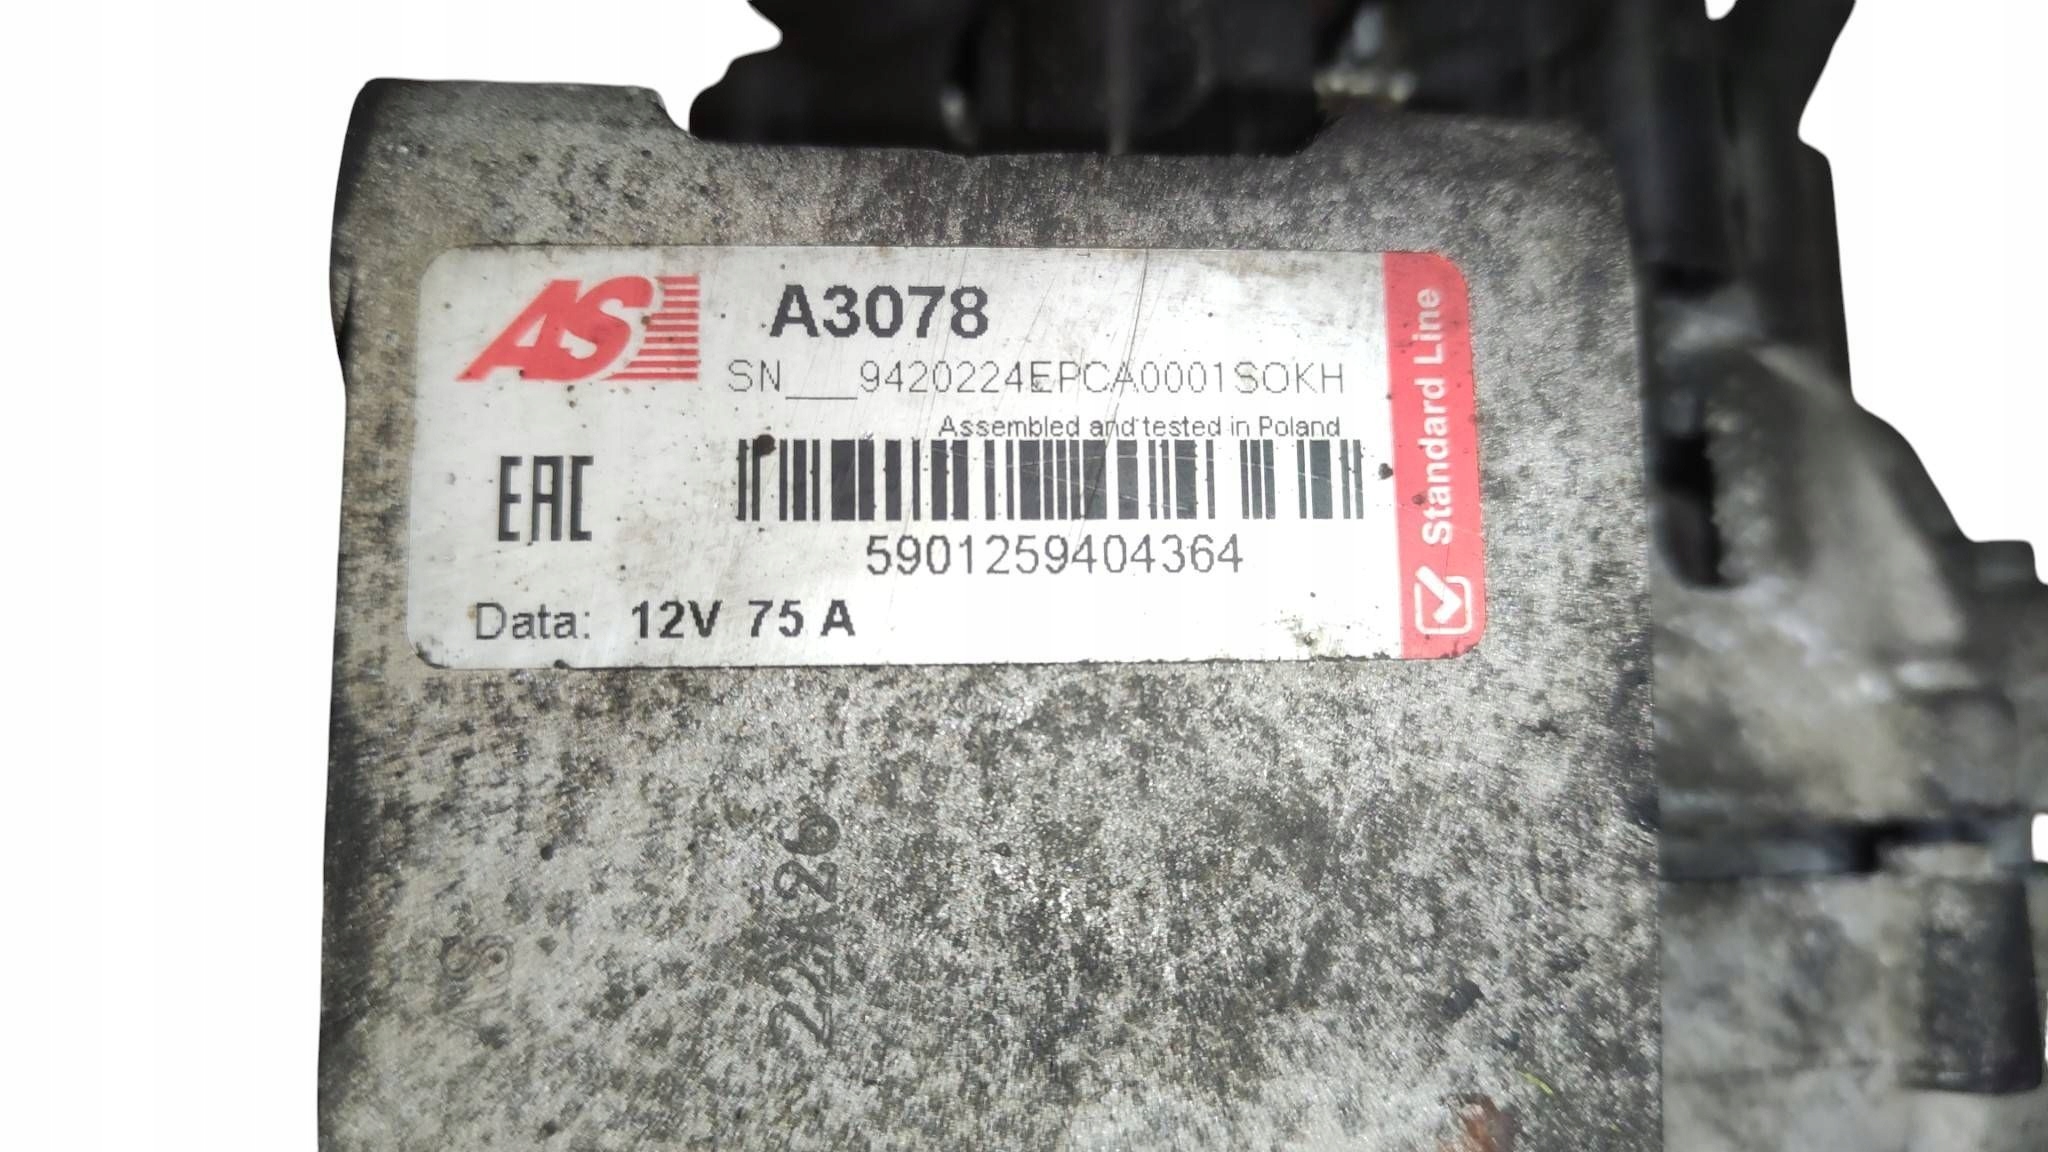 AS
A3078
SN___9420224EPCA0001SOKH
Assembled and tested in Poland
EAC
5901259404364
Data: 12V 75 A
Standard Line